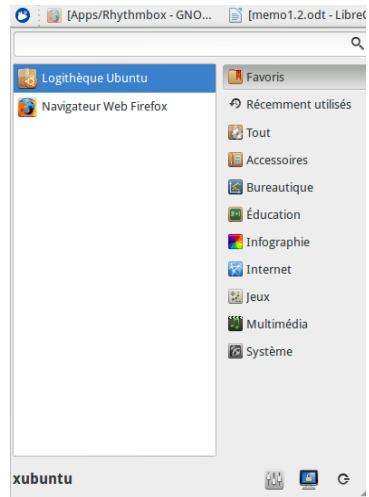 [Apps/Rhythmbox - GNO... [memo1.2.odt - LibreO
Logithèque Ubuntu
Navigateur Web Firefox
Favoris
Récemment utilisés
Tout
Accessoires
Bureautique
Éducation
Infographie
Internet
Jeux
Multimédia
Système
xubuntu